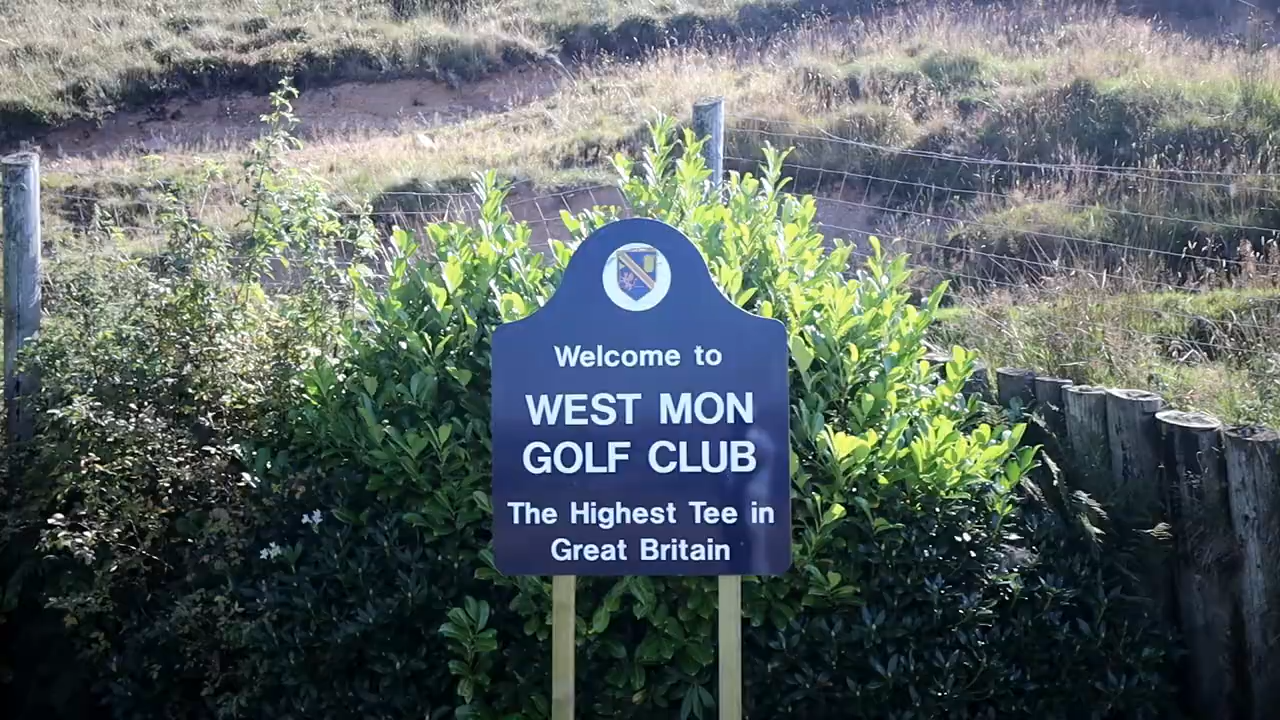 Welcome to
WEST MON
GOLF CLUB
The Highest Tee in
Great Britain